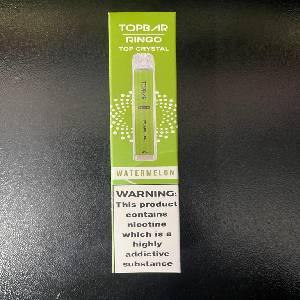 TOPBAR
RINGO
TOP CRYSTAL
WATERMELON
WARNING:
This product
contains
nicotine
which is a
highly
addictive
substance